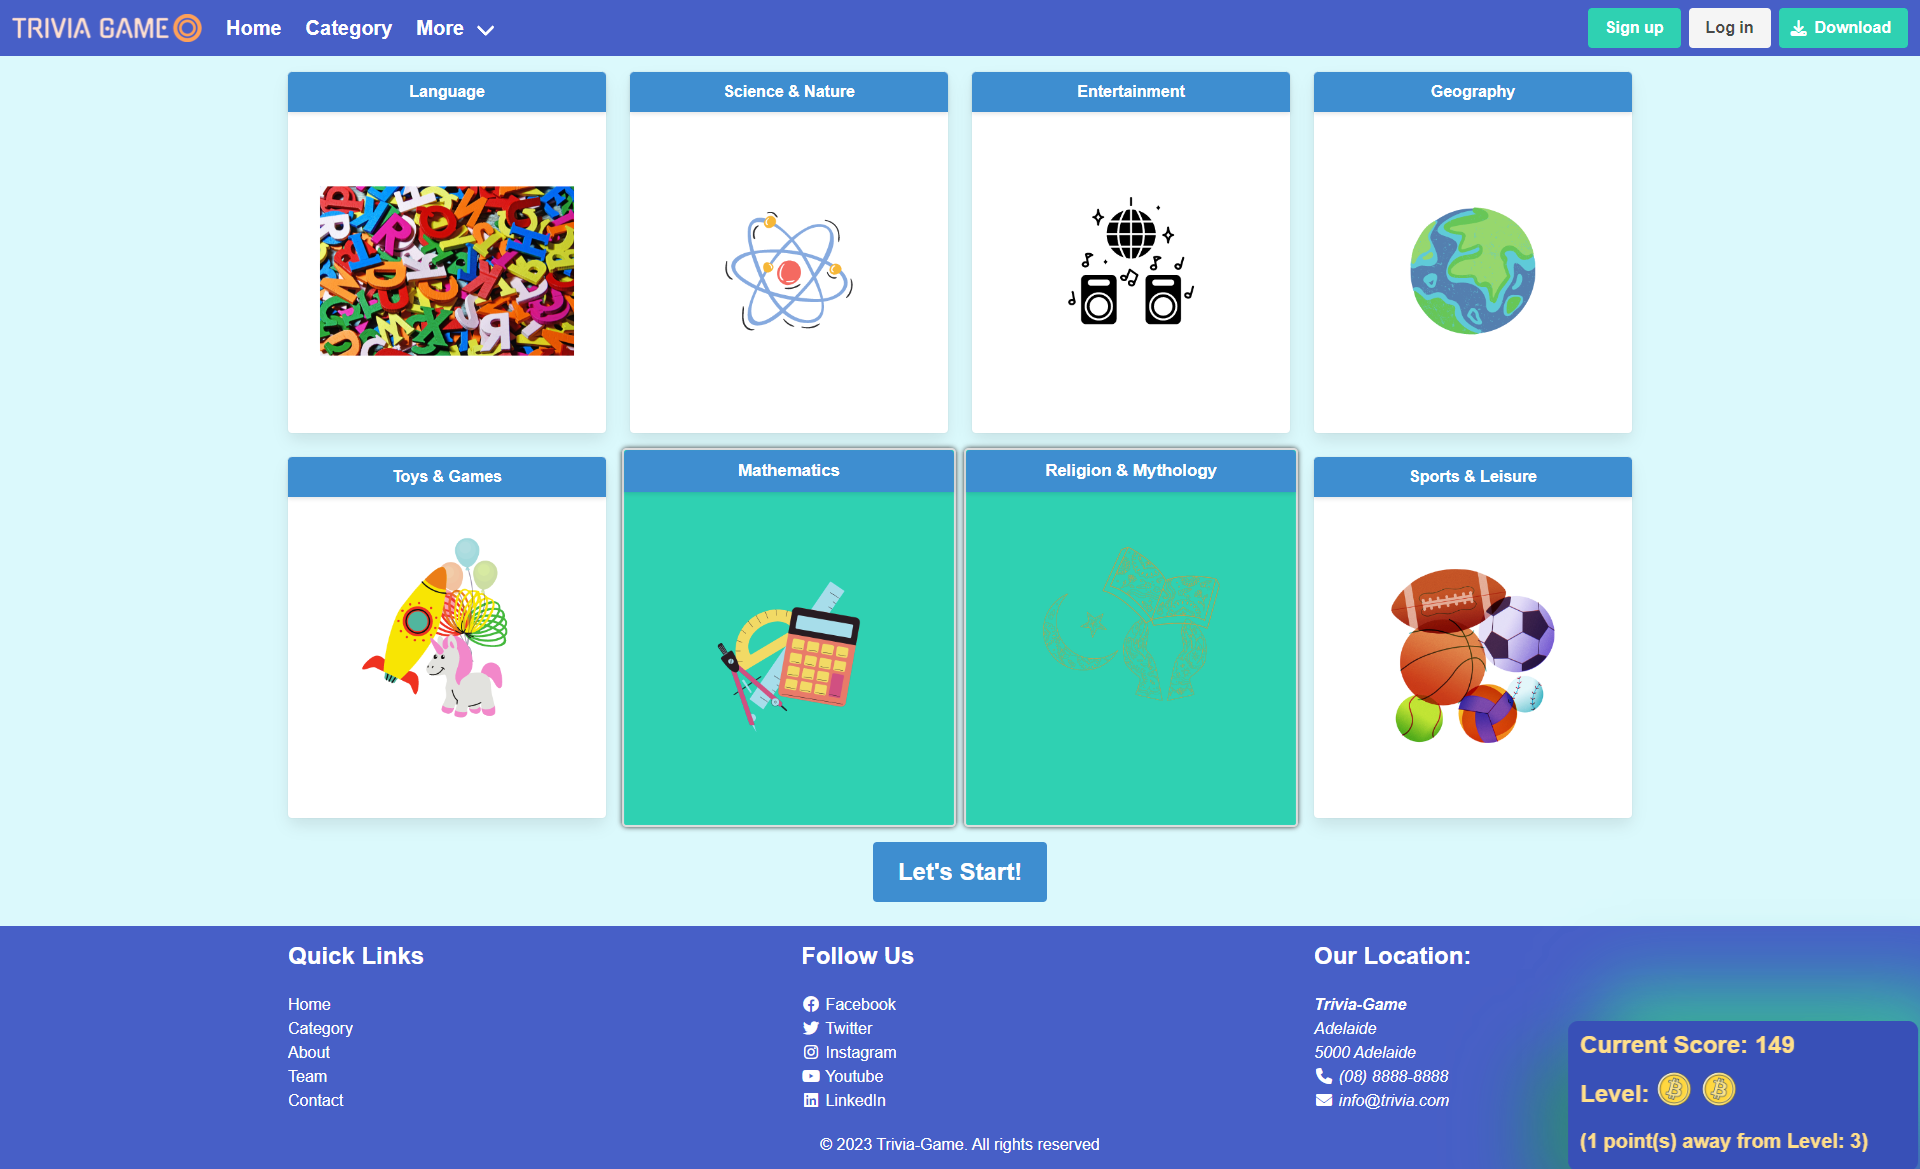 TRIVIA GAME
Home
Category
More
Sign up
Log in
Download
Language
Science & Nature
Entertainment
Geography
Toys & Games
Mathematics
Religion & Mythology
Sports & Leisure
Let's Start!
Quick Links
Home
Category
About
Team
Contact
Follow Us
Facebook
Twitter
Instagram
Youtube
LinkedIn
Our Location:
Trivia-Game
Adelaide
5000 Adelaide
(08) 8888-8888
info@trivia.com
© 2023 Trivia-Game. All rights reserved
Current Score: 149
Level:
(1 point(s) away from Level: 3)